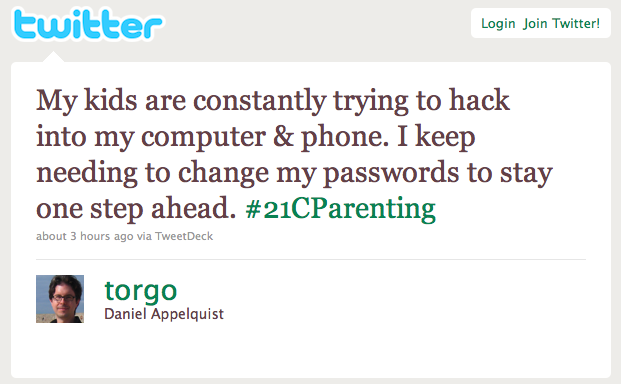 twitter
Login Join Twitter!
My kids are constantly trying to hack
into my computer & phone. I keep
needing to change my passwords to stay
one step ahead. #21CParenting
about 3 hours ago via TweetDeck
torgo
Daniel Appelquist